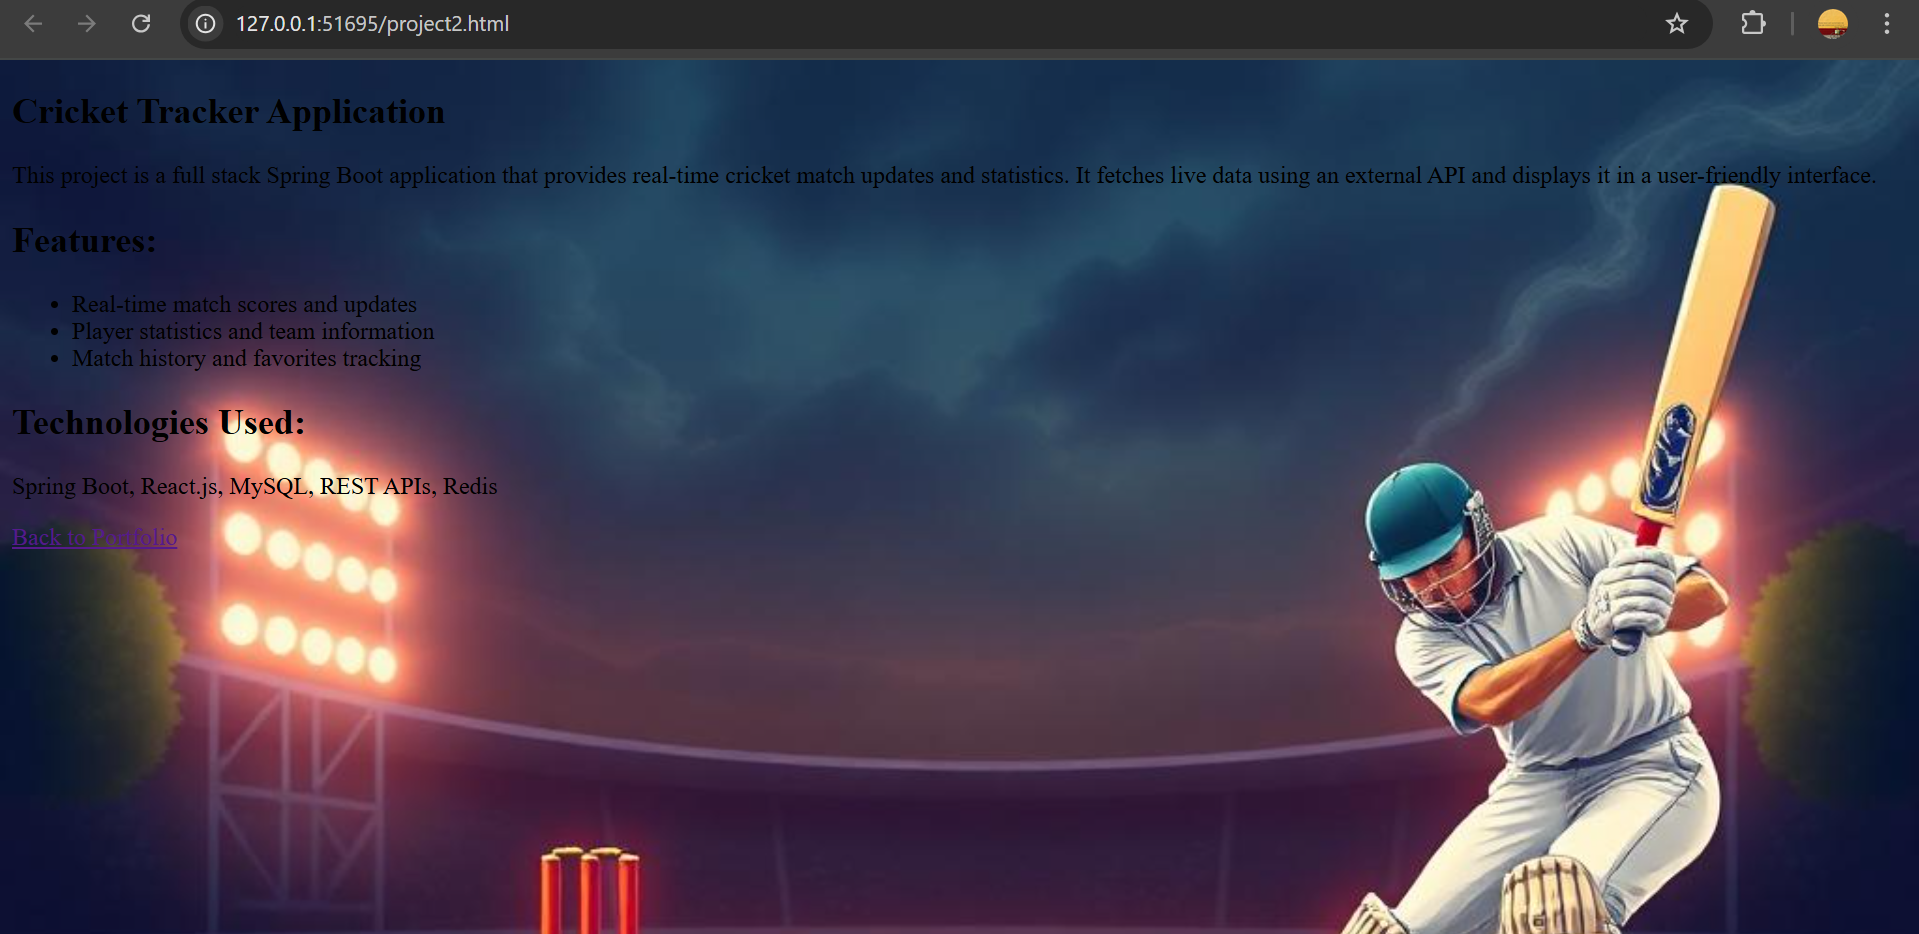 127.0.0.1:51695/project2.html
Cricket Tracker Application
This project is a full stack Spring Boot application that provides real-time cricket match updates and statistics. It fetches live data using an external API and displays it in a user-friendly interface.
Features:
• Real-time match scores and updates
• Player statistics and team information
• Match history and favorites tracking
Technologies Used:
Spring Boot, React.js, MySQL, REST APIs, Redis
Back to Portfolio